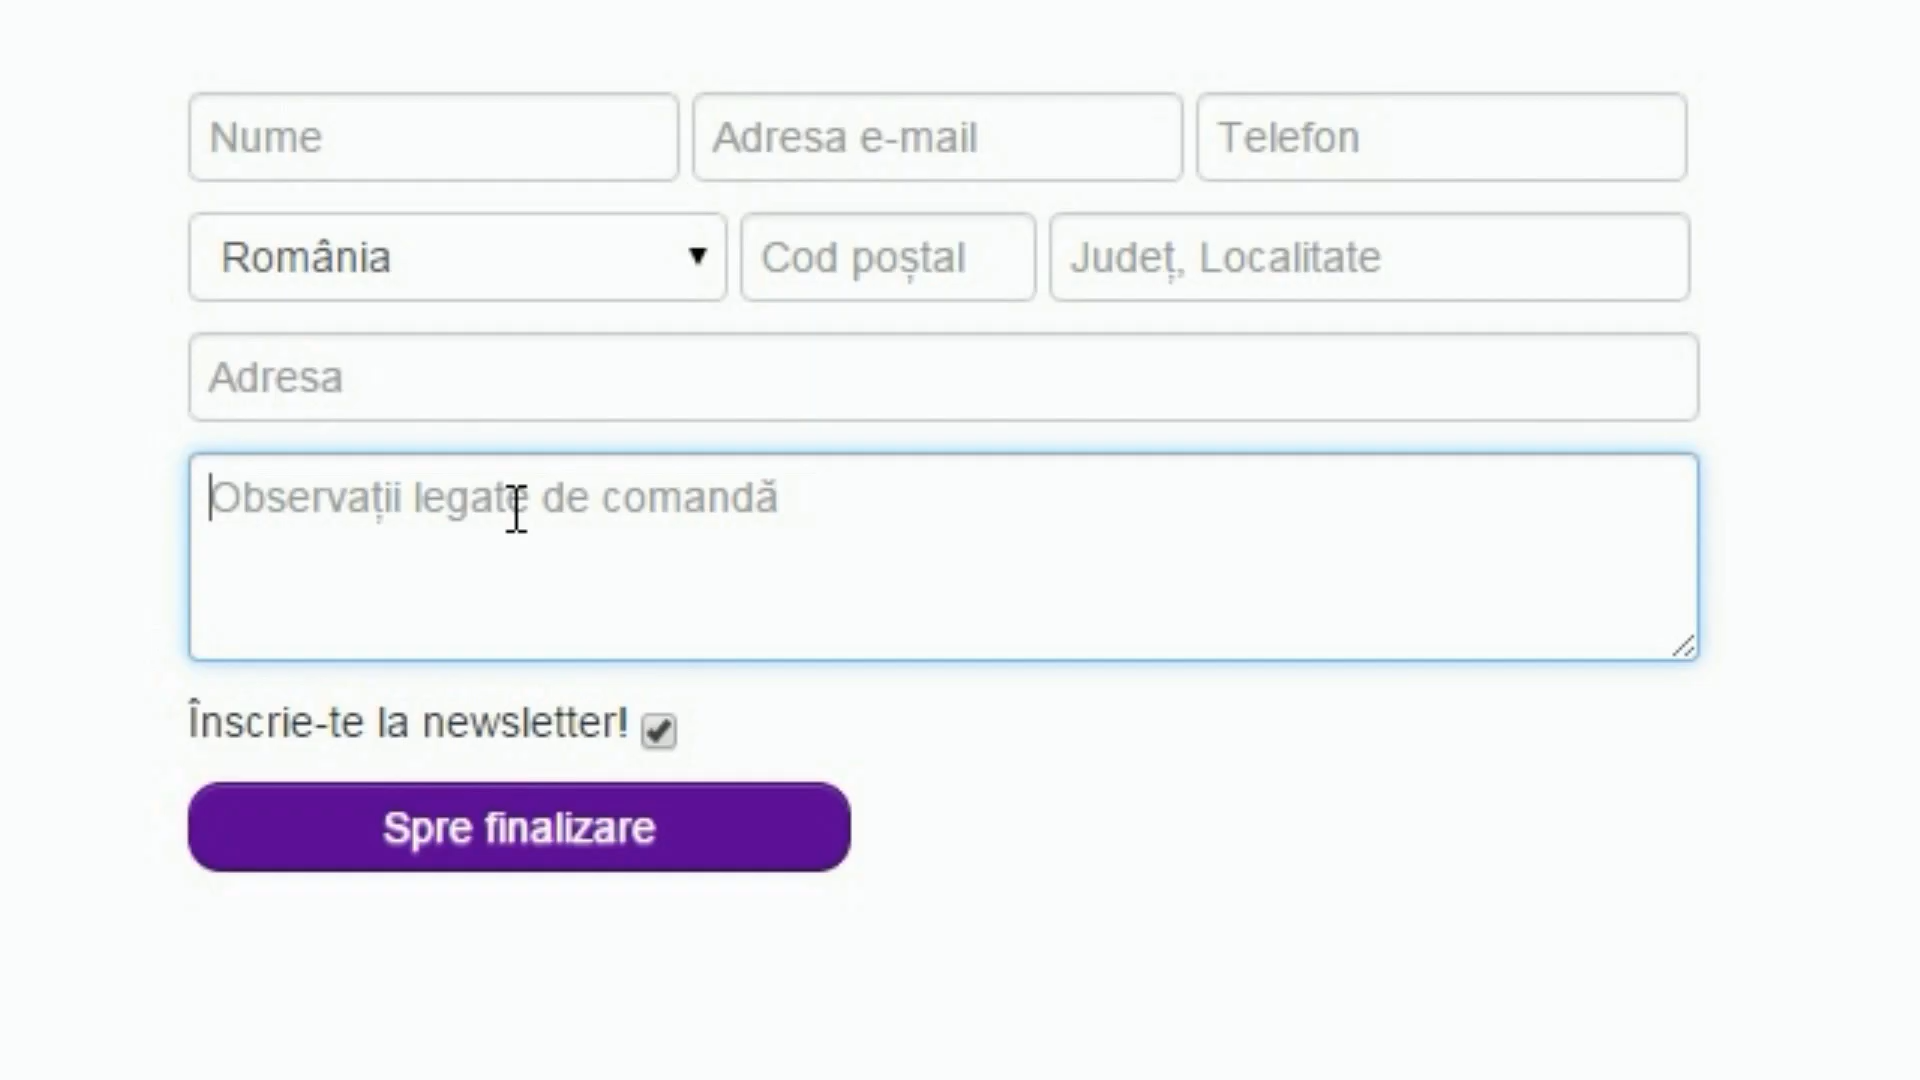 Nume Adresa e-mail Telefon
România Cod poștal Județ, Localitate
Adresa
Observații legate de comandă
Înscrie-te la newsletter!
Spre finalizare